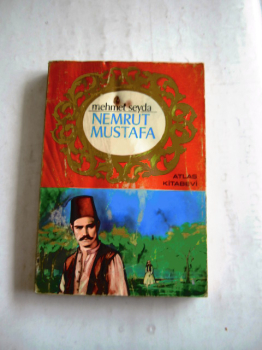 mehmet seyda
NEMRUT
MUSTAFA
ATLAS
KİTABEVİ